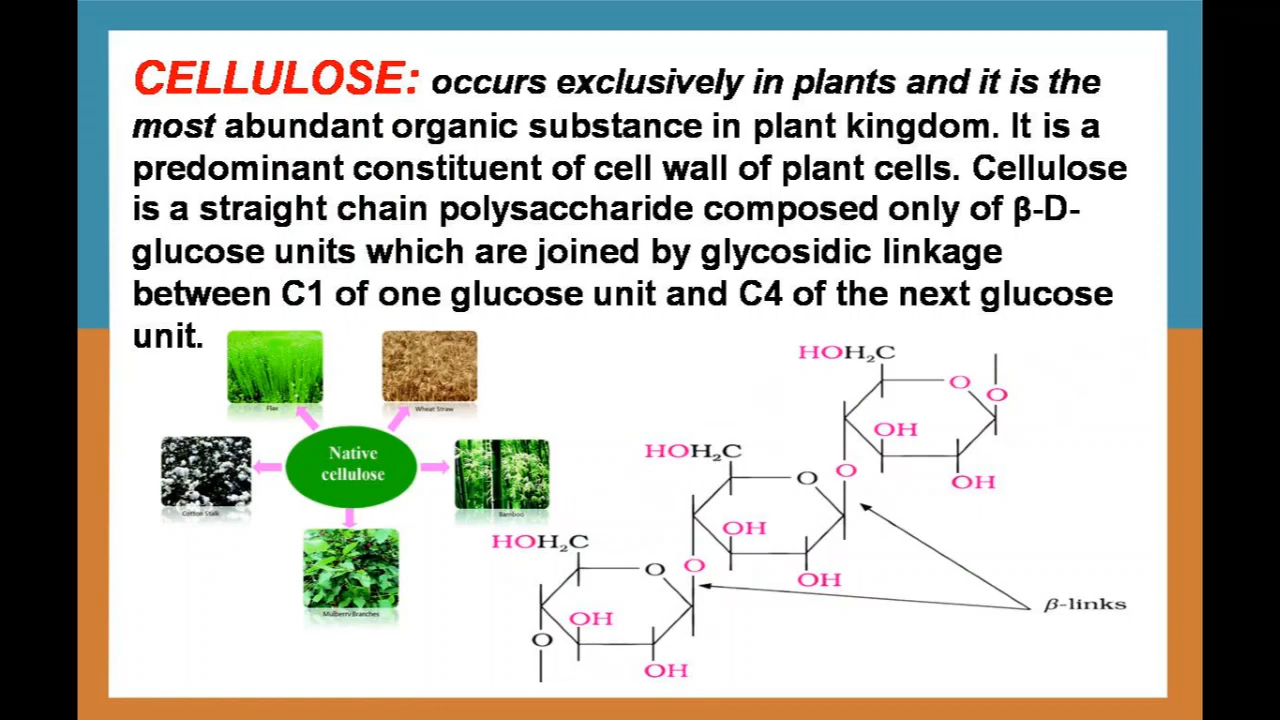 CELLULOSE: occurs exclusively in plants and it is the
most abundant organic substance in plant kingdom. It is a
predominant constituent of cell wall of plant cells. Cellulose
is a straight chain polysaccharide composed only of β-D-
glucose units which are joined by glycosidic linkage
between C1 of one glucose unit and C4 of the next glucose
unit.
Flax
Wheat Straw
Native
cellulose
Cotton Stalk
Bamboo
Mulberry Branches
HOH₂C
O
O
OH
OH
HOH₂C
O
O
OH
OH
HOH₂C
O
O
OH
OH
O
β-links